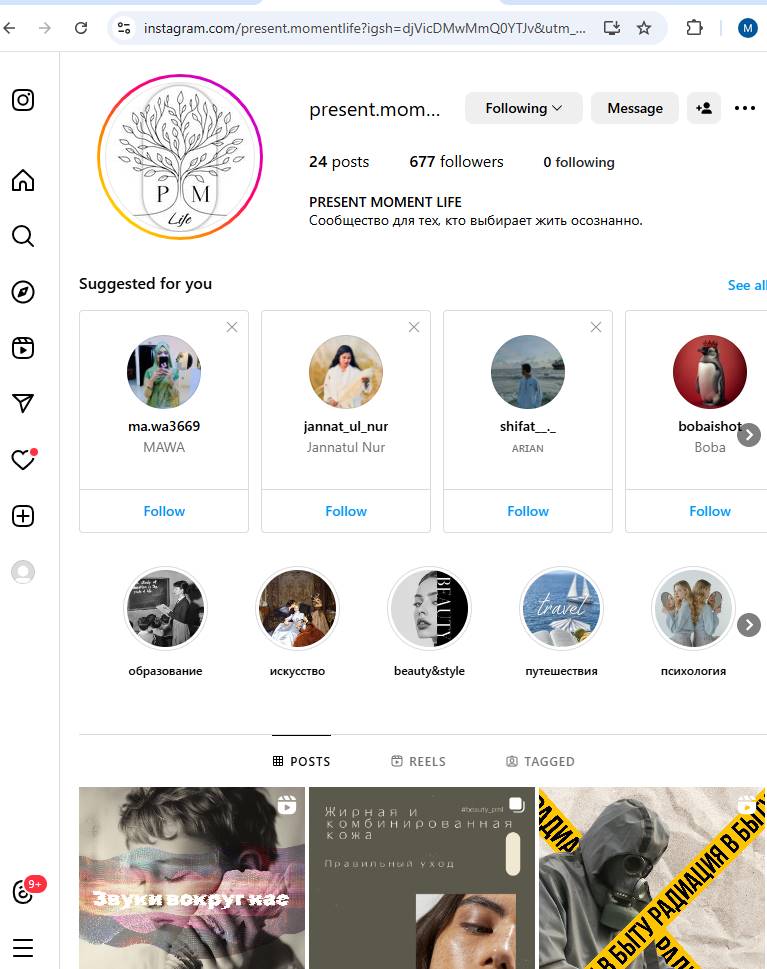 instagram.com/present.momentlife?igsh=djVicDMwMmQ0YTJv&utm_...
M
present.mom...
Following
Message
24 posts
677 followers
0 following
P M
Life
PRESENT MOMENT LIFE
Сообщество для тех, кто выбирает жить осознанно.
Suggested for you
See all
ma.wa3669
MAWA
Follow
jannat_ul_nur
Jannatul Nur
Follow
shifat__._
ARIAN
Follow
bobaishot
Boba
Follow
BEAUTY
travel
образование
искусство
beauty&style
путешествия
психология
POSTS
REELS
TAGGED
Звуки вокруг нас
Жирная и
комбинированная
кожа
#beauty_pml
Правильный уход
РАДИА
В БЫТУ РАДИАЦИЯ В БЫТ
РАДИ
9+